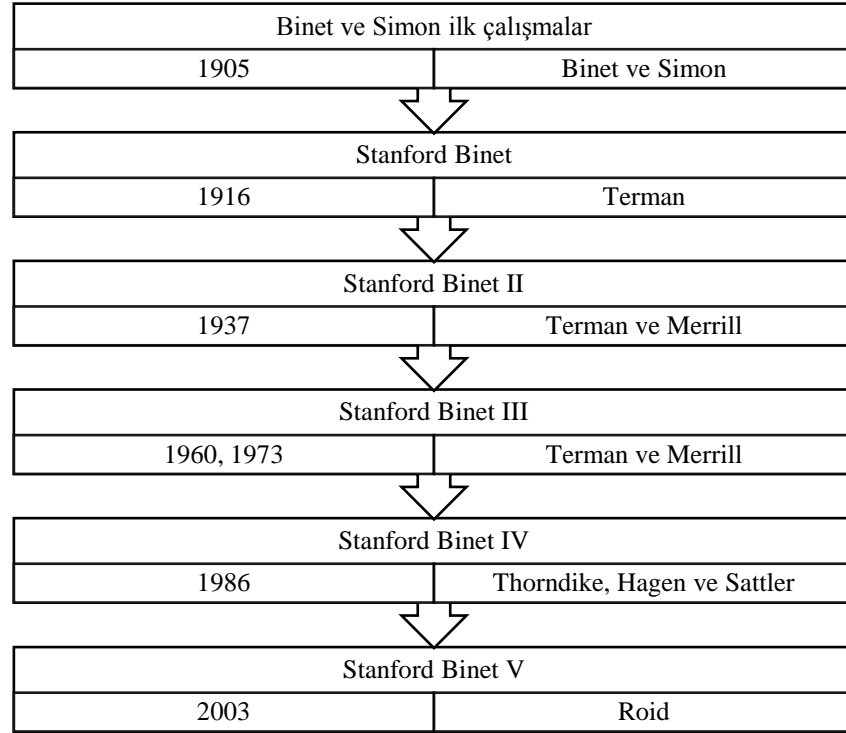 Binet ve Simon ilk çalışmalar
1905 Binet ve Simon
Stanford Binet
1916 Terman
Stanford Binet II
1937 Terman ve Merrill
Stanford Binet III
1960, 1973 Terman ve Merrill
Stanford Binet IV
1986 Thorndike, Hagen ve Sattler
Stanford Binet V
2003 Roid